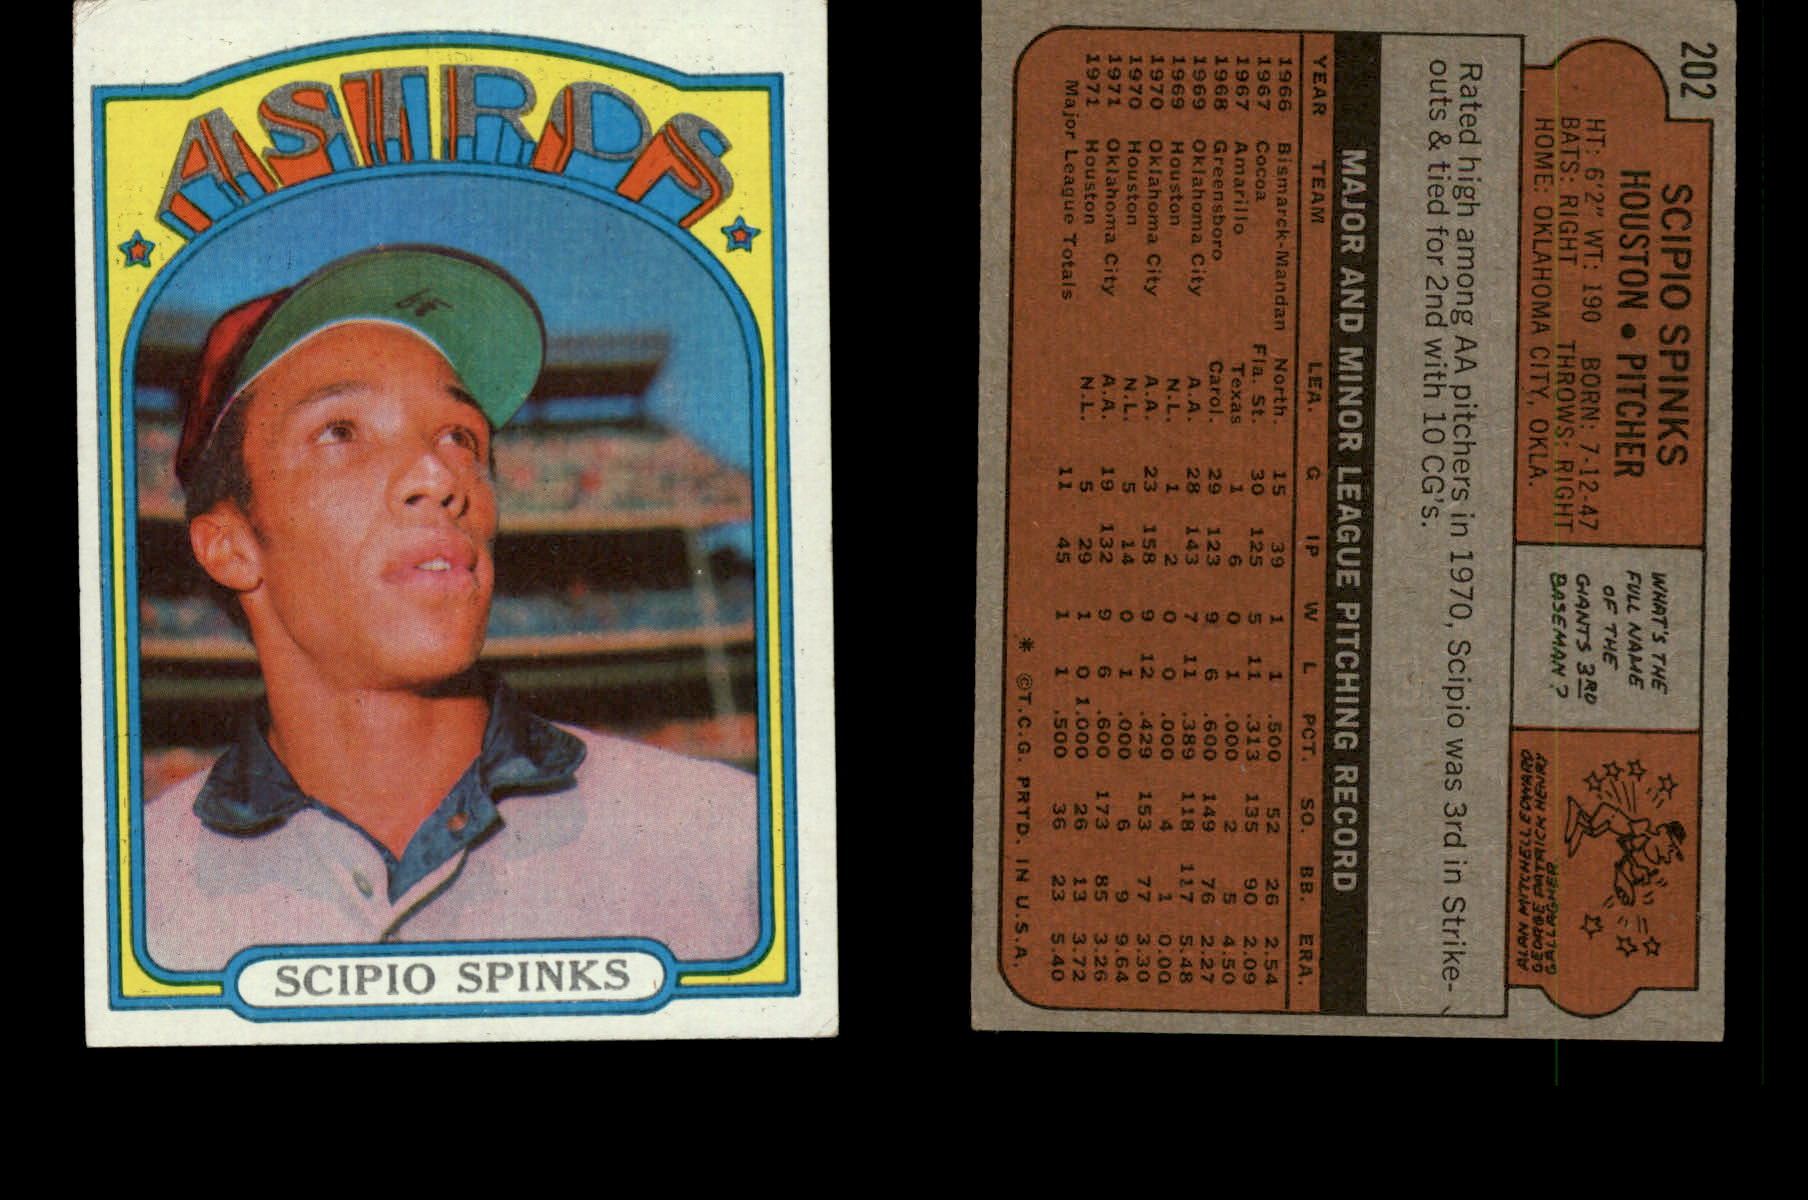 ASTROS
SCIPIO SPINKS
202
SCIPIO SPINKS
HOUSTON • PITCHER
HT: 6'2" WT: 190 BORN: 7-12-47
BATS: RIGHT THROWS: RIGHT
HOME: OKLAHOMA CITY, OKLA.
WHAT'S THE
FULL NAME
OF THE
GIANTS 3RD
BASEMAN?
ALAN MITCHELL EDWARD
GEORGE PATRICK HENRY
GALLAGHER
Rated high among AA pitchers in 1970, Scipio was 3rd in Strike-
outs & tied for 2nd with 10 CG's.
MAJOR AND MINOR LEAGUE PITCHING RECORD
YEAR TEAM LEA. G IP W L PCT. SO. BB. ERA.
1966 Bismarck-Mandan North. 15 39 1 1 .500 52 26 2.54
1967 Cocoa Fla. St. 30 125 5 11 .313 135 90 2.09
1967 Amarillo Texas 1 6 0 1 .000 2 5 4.50
1968 Greensboro Carol. 29 123 9 6 .600 149 76 2.27
1969 Oklahoma City A.A. 28 143 7 11 .389 118 117 5.48
1969 Houston N.L. 1 2 0 0 .000 4 1 0.00
1970 Oklahoma City A.A. 23 158 9 12 .429 153 77 3.30
1970 Houston N.L. 5 14 0 1 .000 6 9 9.64
1971 Oklahoma City A.A. 19 132 9 6 .600 173 85 3.26
1971 Houston N.L. 5 29 1 0 1.000 26 13 3.72
Major League Totals 11 45 1 1 .500 36 23 5.40
* ©T.C.G. PRTD. IN U.S.A.